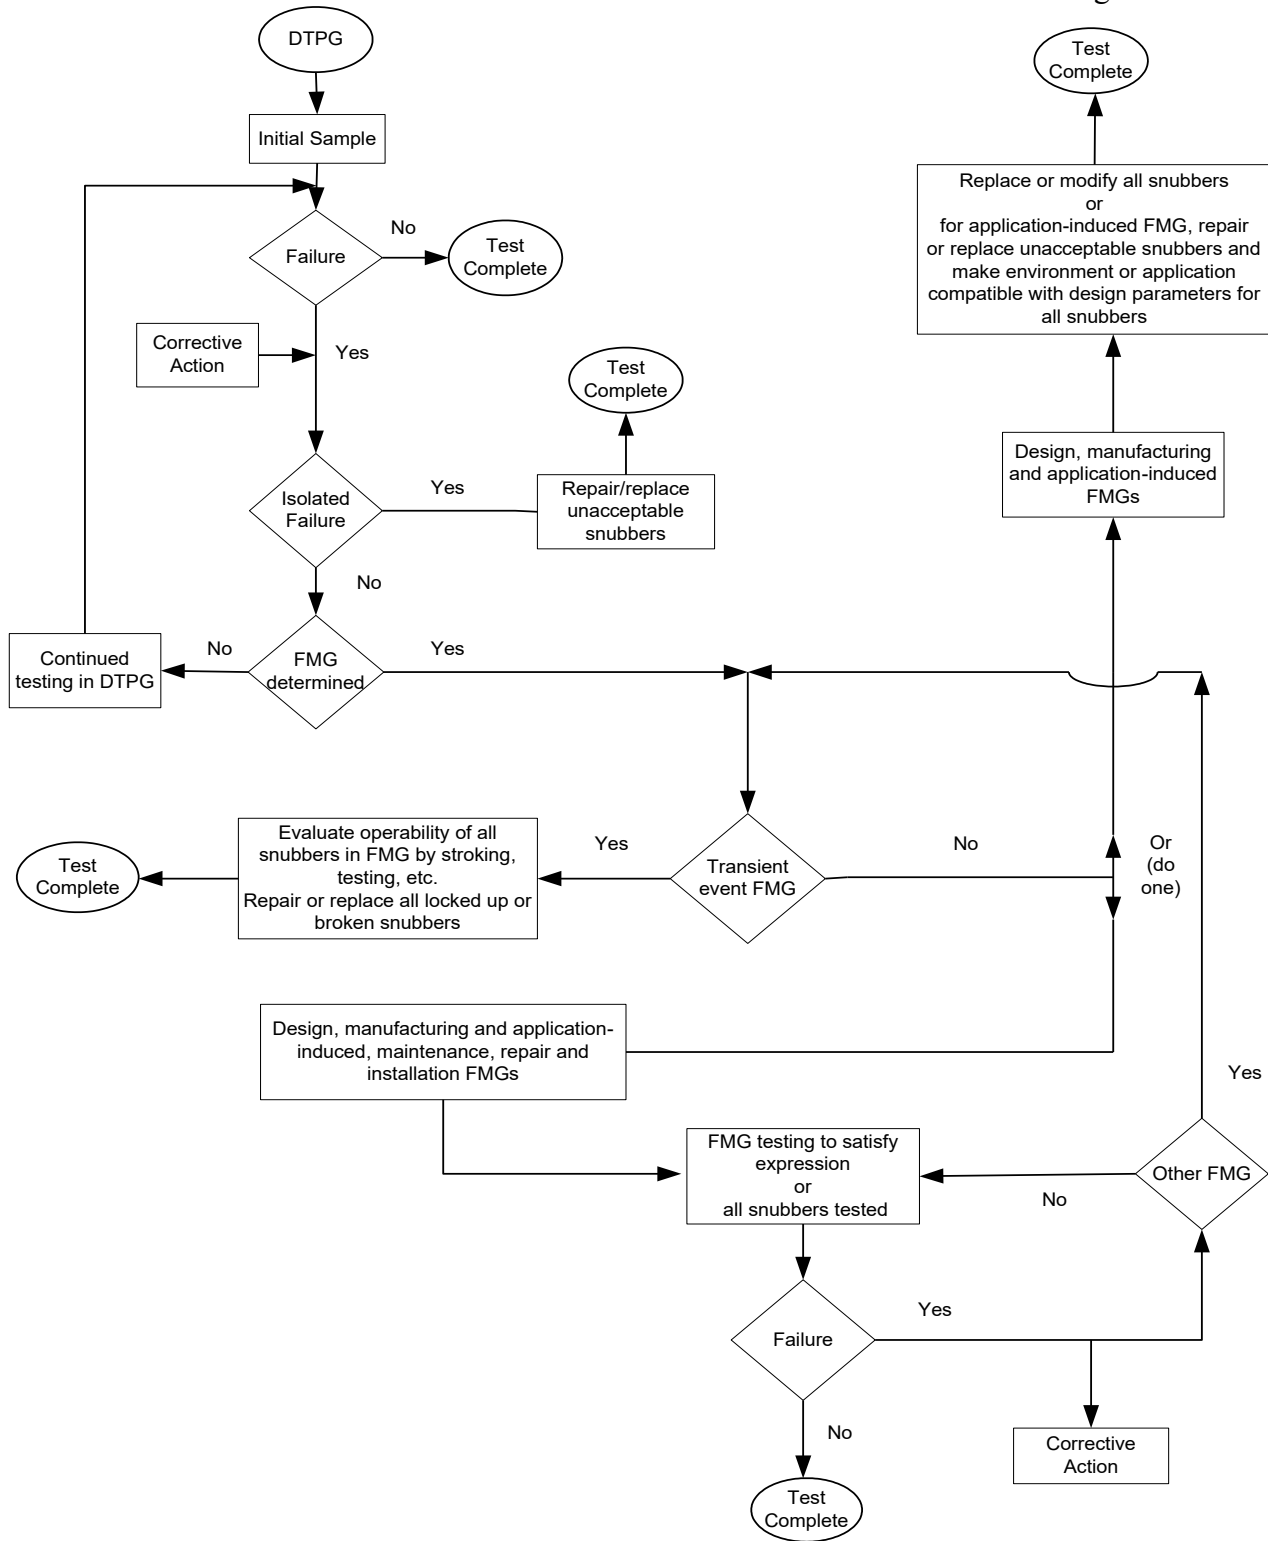 DTPG
Test
Complete
Initial Sample
Replace or modify all snubbers
or
for application-induced FMG, repair
or replace unacceptable snubbers and
make environment or application
compatible with design parameters for
all snubbers
No
Failure
Test
Complete
Corrective
Action
Yes
Test
Complete
Design, manufacturing
and application-induced
FMGs
Isolated
Failure
Yes
Repair/replace
unacceptable
snubbers
No
Continued
testing in DTPG
No
FMG
determined
Yes
Test
Complete
Evaluate operability of all
snubbers in FMG by stroking,
testing, etc.
Repair or replace all locked up or
broken snubbers
Yes
Transient
event FMG
No
Or
(do
one)
Design, manufacturing and application-
induced, maintenance, repair and
installation FMGs
Yes
FMG testing to satisfy
expression
or
all snubbers tested
No
Other FMG
Failure
Yes
No
Corrective
Action
Test
Complete